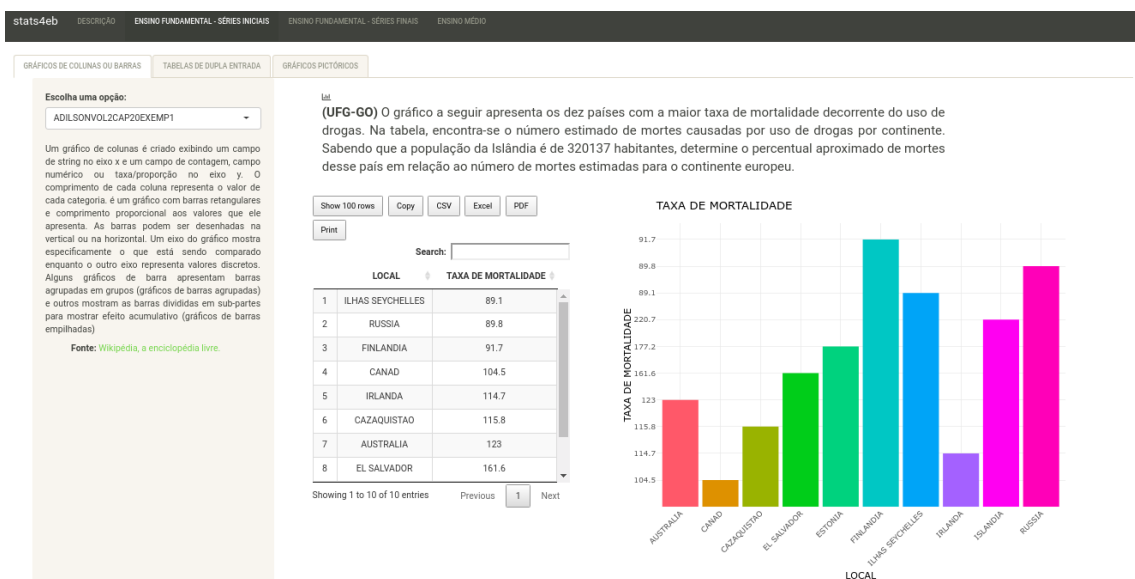 stats4eb DESCRIÇÃO ENSINO FUNDAMENTAL - SÉRIES INICIAIS ENSINO FUNDAMENTAL - SÉRIES FINAIS ENSINO MÉDIO
GRÁFICOS DE COLUNAS OU BARRAS TABELAS DE DUPLA ENTRADA GRÁFICOS PICTÓRICOS
Escolha uma opção:
ADILSONVOL2CAP20EXEMP1
Um gráfico de colunas é criado exibindo um campo
de string no eixo x e um campo de contagem, campo
numérico ou taxa/proporção no eixo y. O
comprimento de cada coluna representa o valor de
cada categoria. é um gráfico com barras retangulares
e comprimento proporcional aos valores que ele
apresenta. As barras podem ser desenhadas na
vertical ou na horizontal. Um eixo do gráfico mostra
especificamente o que está sendo comparado
enquanto o outro eixo representa valores discretos.
Alguns gráficos de barra apresentam barras
agrupadas em grupos (gráficos de barras agrupadas)
e outros mostram as barras divididas em sub-partes
para mostrar efeito acumulativo (gráficos de barras
empilhadas)
Fonte: Wikipédia, a enciclopédia livre.
(UFG-GO) O gráfico a seguir apresenta os dez países com a maior taxa de mortalidade decorrente do uso de
drogas. Na tabela, encontra-se o número estimado de mortes causadas por uso de drogas por continente.
Sabendo que a população da Islândia é de 320137 habitantes, determine o percentual aproximado de mortes
desse país em relação ao número de mortes estimadas para o continente europeu.
Show 100 rows Copy CSV Excel PDF
Print
Search:
LOCAL TAXA DE MORTALIDADE
1 ILHAS SEYCHELLES 89.1
2 RUSSIA 89.8
3 FINLANDIA 91.7
4 CANAD 104.5
5 IRLANDA 114.7
6 CAZAQUISTAO 115.8
7 AUSTRALIA 123
8 EL SALVADOR 161.6
Showing 1 to 10 of 10 entries Previous 1 Next
TAXA DE MORTALIDADE
TAXA DE MORTALIDADE
91.7
89.8
89.1
220.7
177.2
161.6
123
115.8
114.7
104.5
AUSTRALIA
CANAD
CAZAQUISTAO
EL SALVADOR
ESTONIA
FINLANDIA
ILHAS SEYCHELLES
IRLANDA
ISLANDIA
RUSSIA
LOCAL